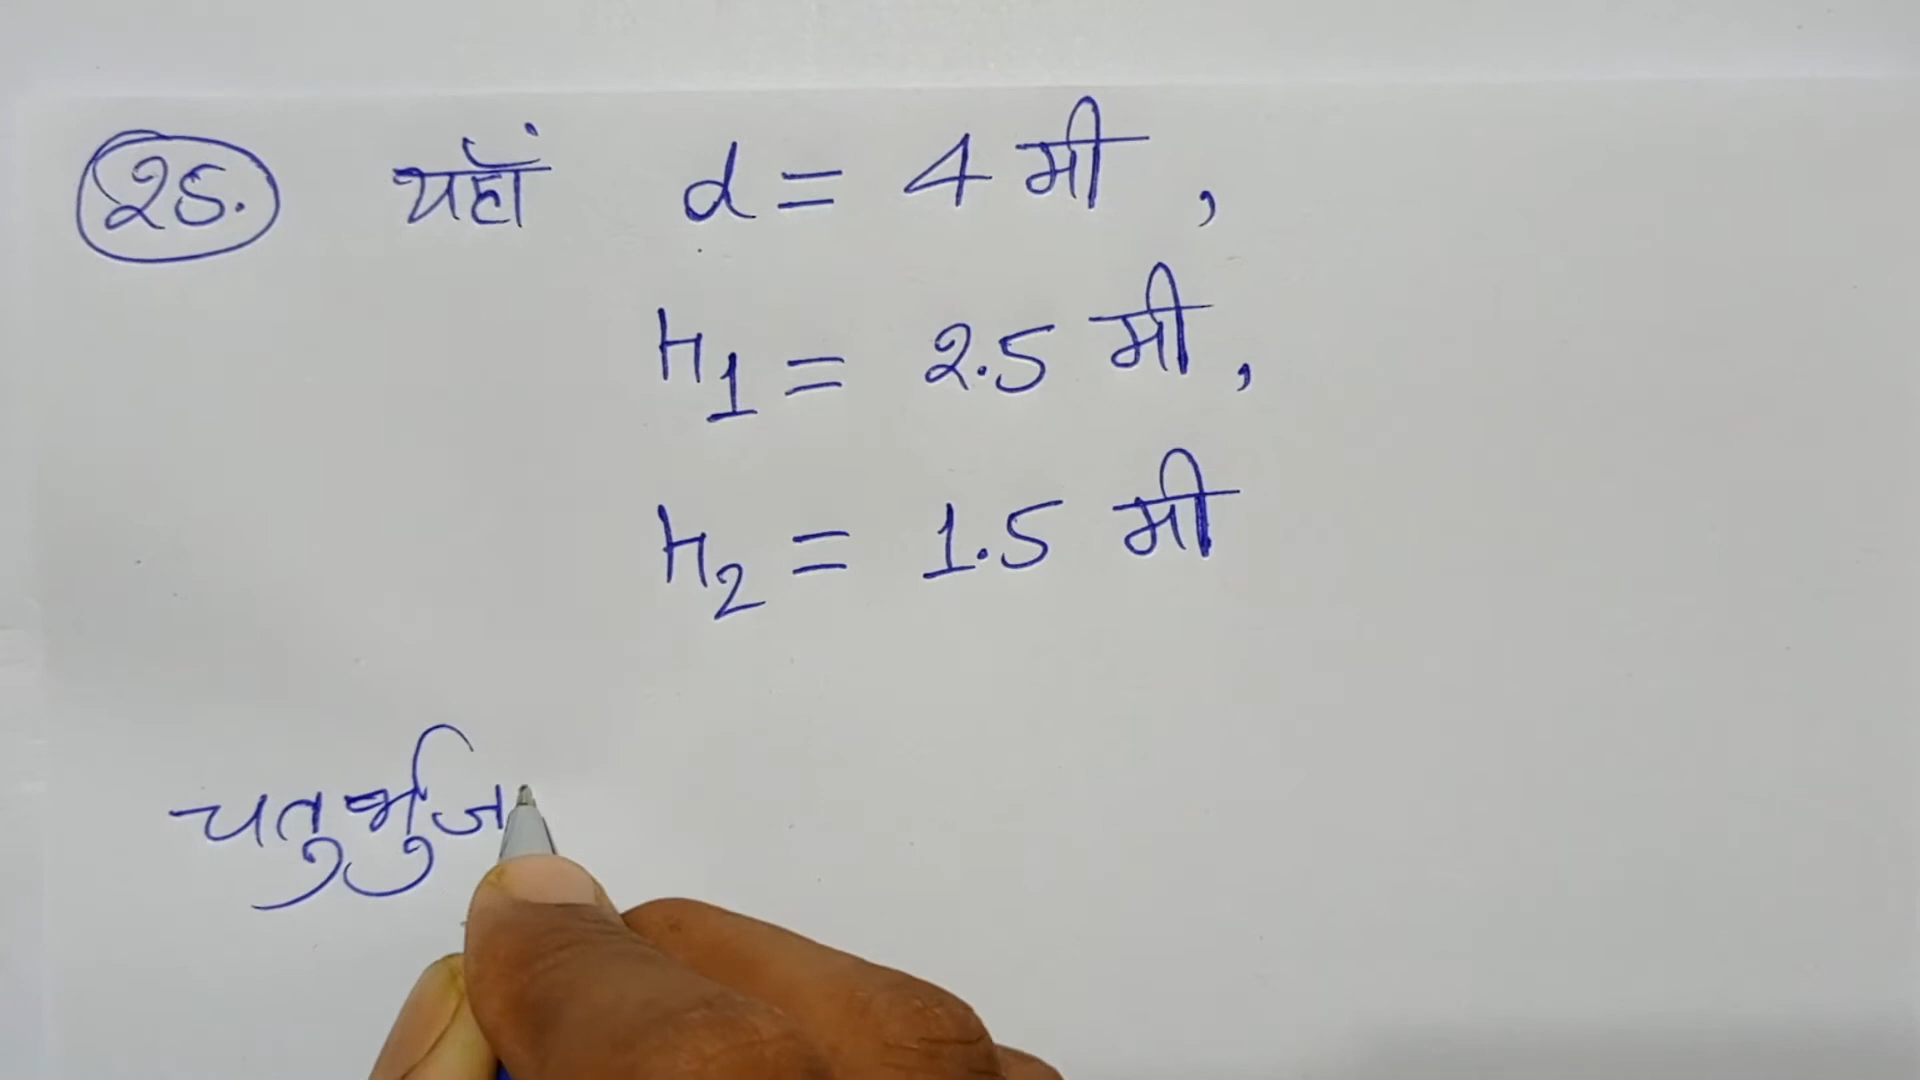 25. यहाँ d = 4 मी ,
h1 = 2.5 मी ,
h2 = 1.5 मी
चतुर्भुज